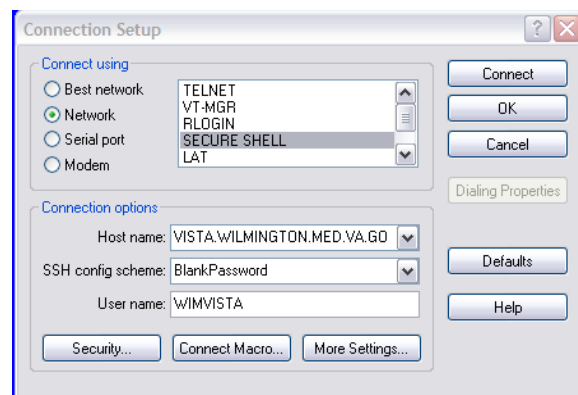 Connection Setup
Connect using
Best network
Network
Serial port
Modem
TELNET
VT-MGR
RLOGIN
SECURE SHELL
LAT
Connect
OK
Cancel
Dialing Properties
Connection options
Host name: VISTA.WILMINGTON.MED.VA.GO
SSH config scheme: BlankPassword
User name: WIMVISTA
Defaults
Help
Security... Connect Macro... More Settings...